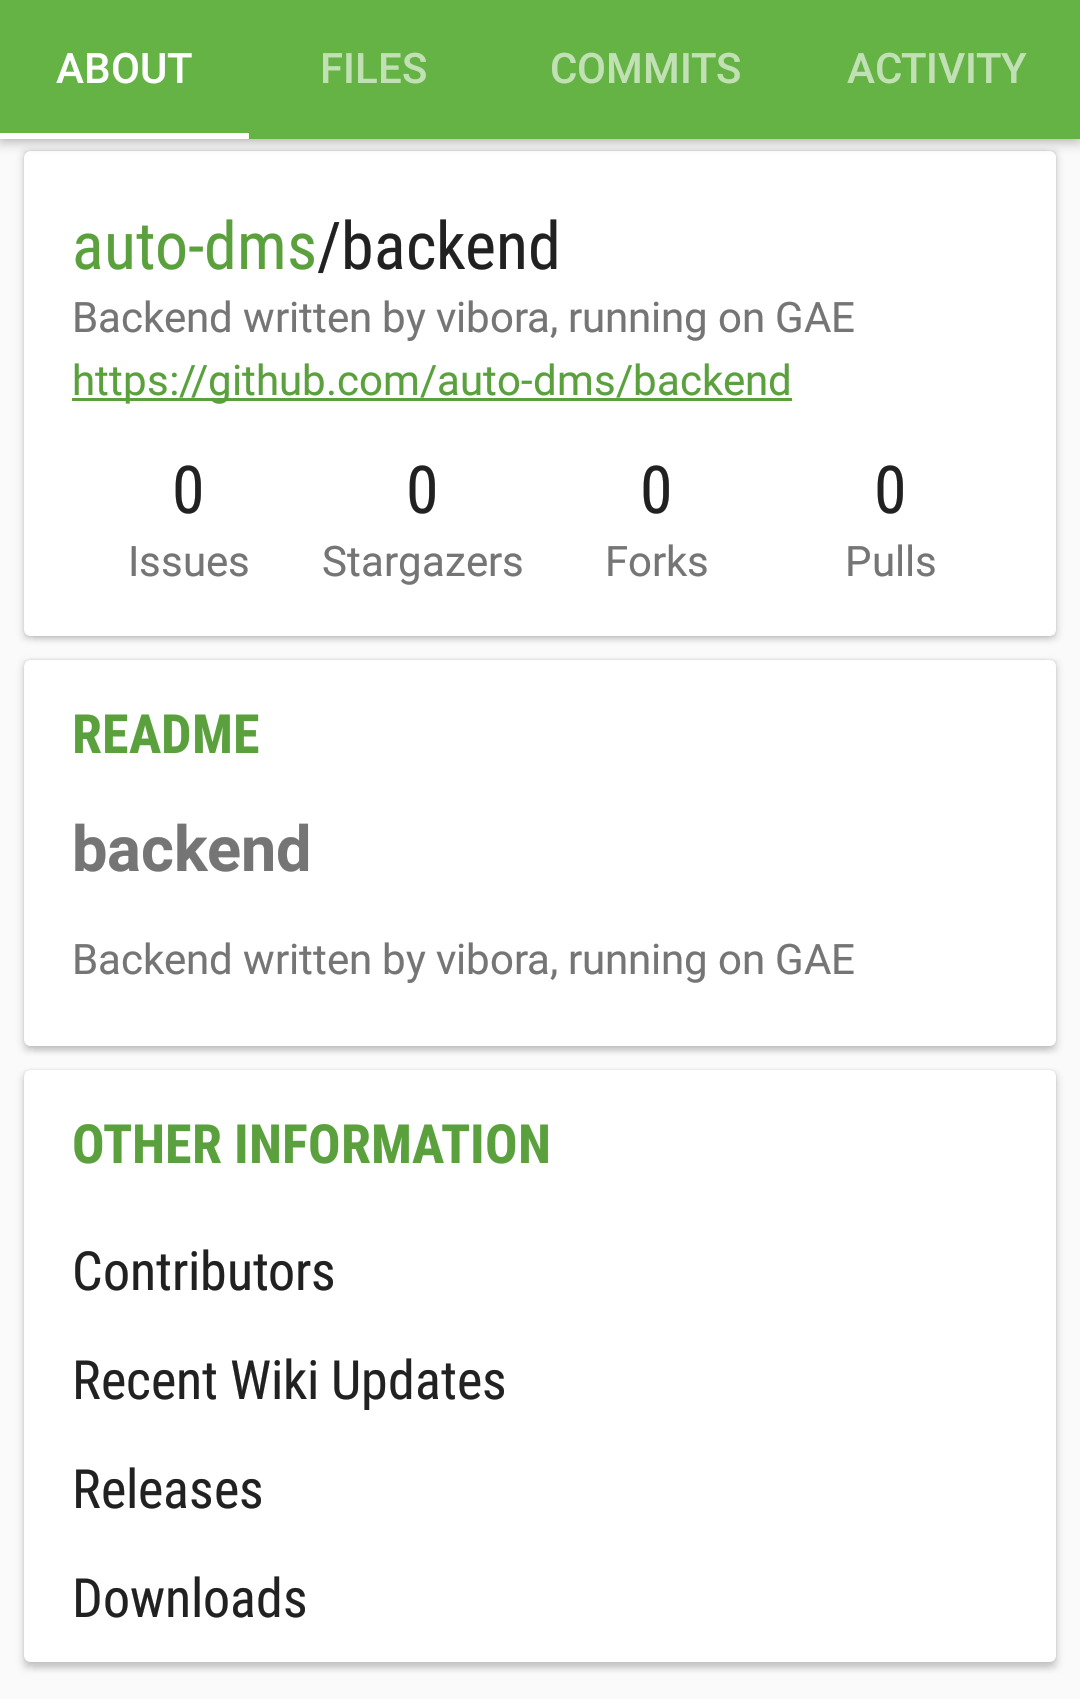 ABOUT FILES COMMITS ACTIVITY
auto-dms/backend
Backend written by vibora, running on GAE
https://github.com/auto-dms/backend
0 0 0 0
Issues Stargazers Forks Pulls
README
backend
Backend written by vibora, running on GAE
OTHER INFORMATION
Contributors
Recent Wiki Updates
Releases
Downloads